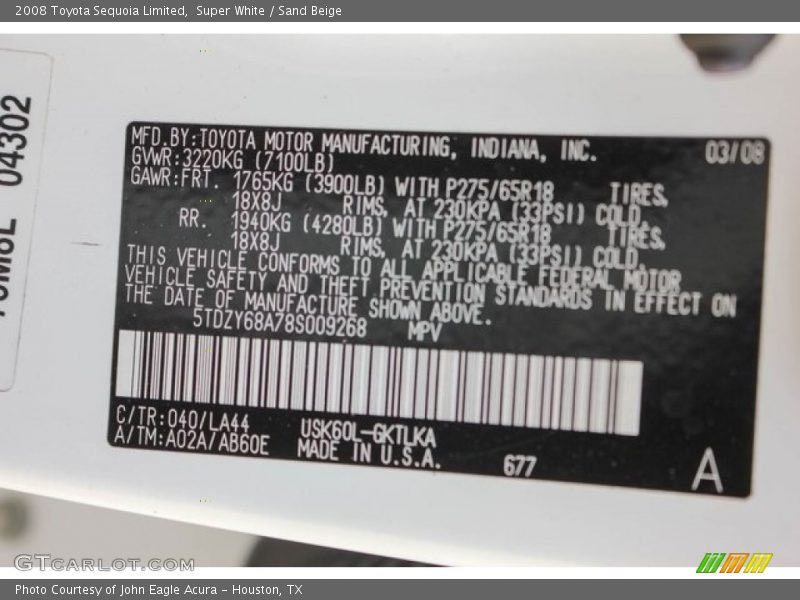 2008 Toyota Sequoia Limited,  Super White / Sand Beige
04302
MFD.BY:TOYOTA MOTOR MANUFACTURING, INDIANA, INC. 03/08
GVWR:3220KG (7100LB)
GAWR:FRT. 1765KG (3900LB) WITH P275/65R18 TIRES,
18X8J RIMS, AT 230KPA (33PSI) COLD.
RR. 1940KG (4280LB) WITH P275/65R18 TIRES,
18X8J RIMS, AT 230KPA (33PSI) COLD.
THIS VEHICLE CONFORMS TO ALL APPLICABLE FEDERAL MOTOR
VEHICLE SAFETY AND THEFT PREVENTION STANDARDS IN EFFECT ON
THE DATE OF MANUFACTURE SHOWN ABOVE.
5TDZY68A78S009268 MPV
C/TR:040/LA44 USK60L-GKTLKA
A/TM:A02A/AB60E MADE IN U.S.A. 677 A
GTCARLOT.COM
Photo Courtesy of John Eagle Acura - Houston, TX